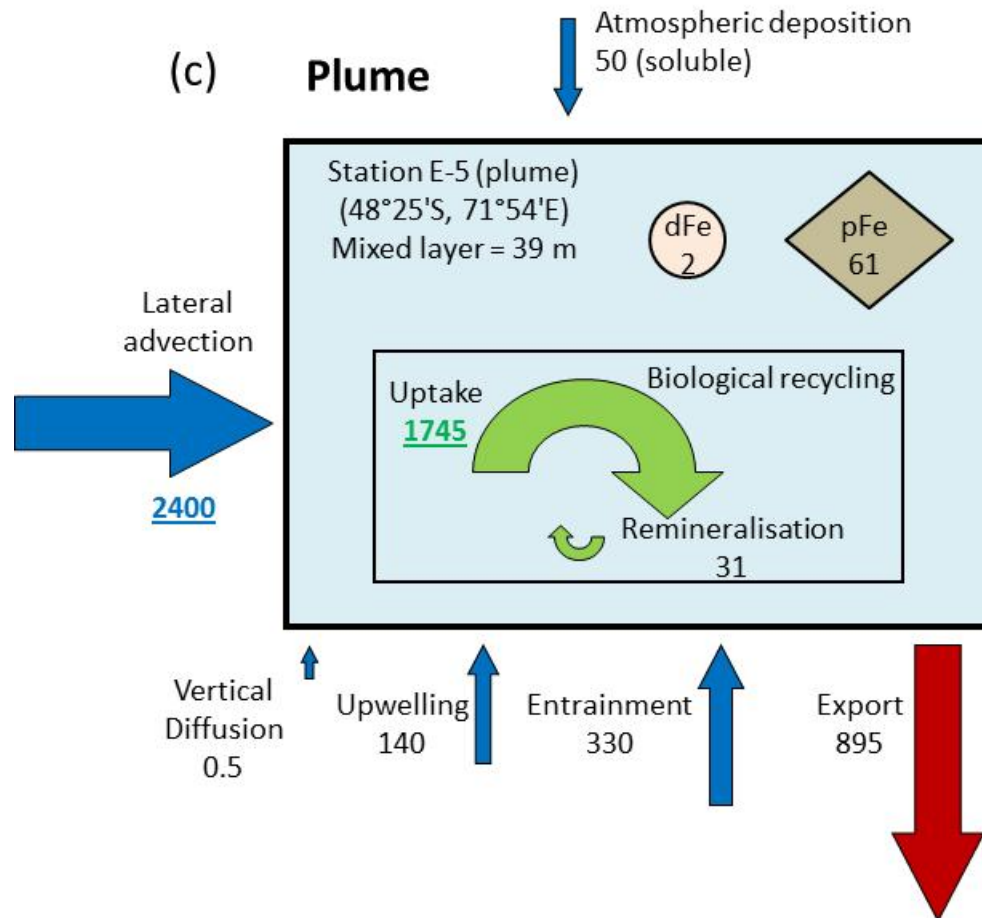 (c)
Plume
Atmospheric deposition
50 (soluble)
Station E-5 (plume)
(48°25'S, 71°54'E)
Mixed layer = 39 m
dFe
2
pFe
61
Lateral
advection
2400
Biological recycling
Uptake
1745
Remineralisation
31
Vertical
Diffusion
0.5
Upwelling
140
Entrainment
330
Export
895